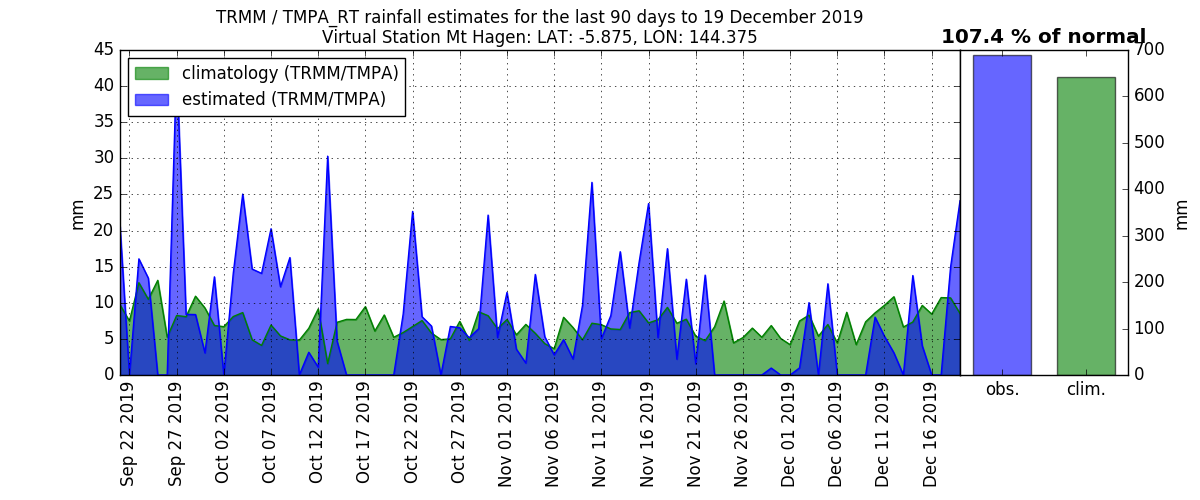 TRMM / TMPA_RT rainfall estimates for the last 90 days to 19 December 2019
Virtual Station Mt Hagen: LAT: -5.875, LON: 144.375
107.4 % of normal
climatology (TRMM/TMPA)
estimated (TRMM/TMPA)
45
40
35
30
25
20
15
10
5
0
mm
Sep 22 2019
Sep 27 2019
Oct 02 2019
Oct 07 2019
Oct 12 2019
Oct 17 2019
Oct 22 2019
Oct 27 2019
Nov 01 2019
Nov 06 2019
Nov 11 2019
Nov 16 2019
Nov 21 2019
Nov 26 2019
Dec 01 2019
Dec 06 2019
Dec 11 2019
Dec 16 2019
700
600
500
400
300
200
100
0
mm
obs.
clim.